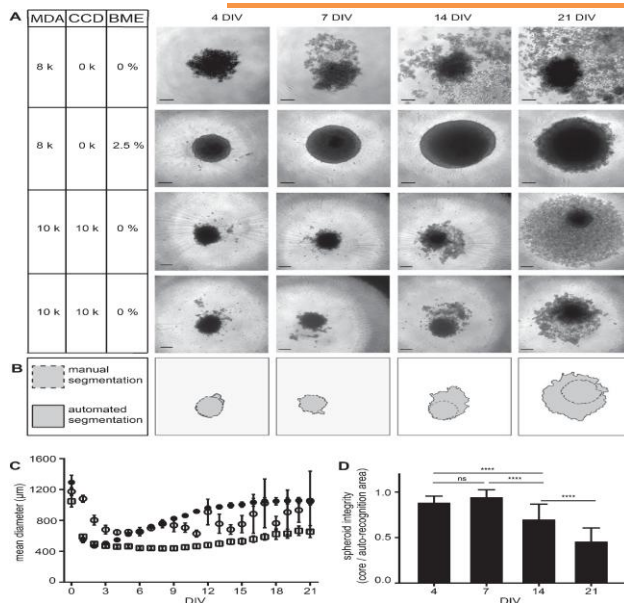 A
MDA CCD BME
4 DIV 7 DIV 14 DIV 21 DIV
8 k 0 k 0 %
8 k 0 k 2.5 %
10 k 10 k 0 %
10 k 10 k 0 %
B
manual
segmentation
automated
segmentation
C
mean diameter (µm)
1600
1200
800
400
0 3 6 9 12 15 18 21
DIV
D
spheroid integrity
(core / auto-recognition area)
****
ns ****
****
1.0
0.5
0.0
4 7 14 21
DIV